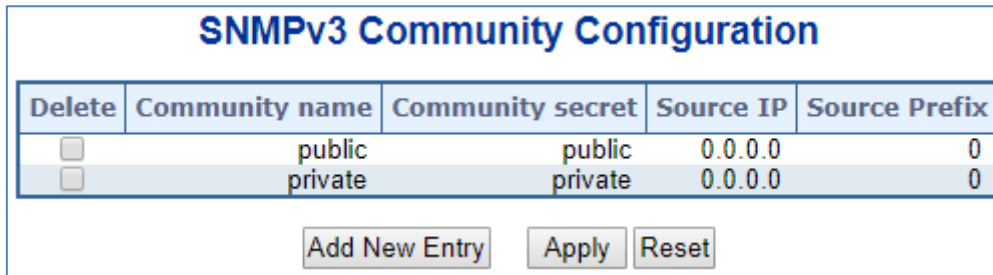 SNMPv3 Community Configuration
Delete Community name Community secret Source IP Source Prefix
public public 0.0.0.0 0
private private 0.0.0.0 0
Add New Entry Apply Reset